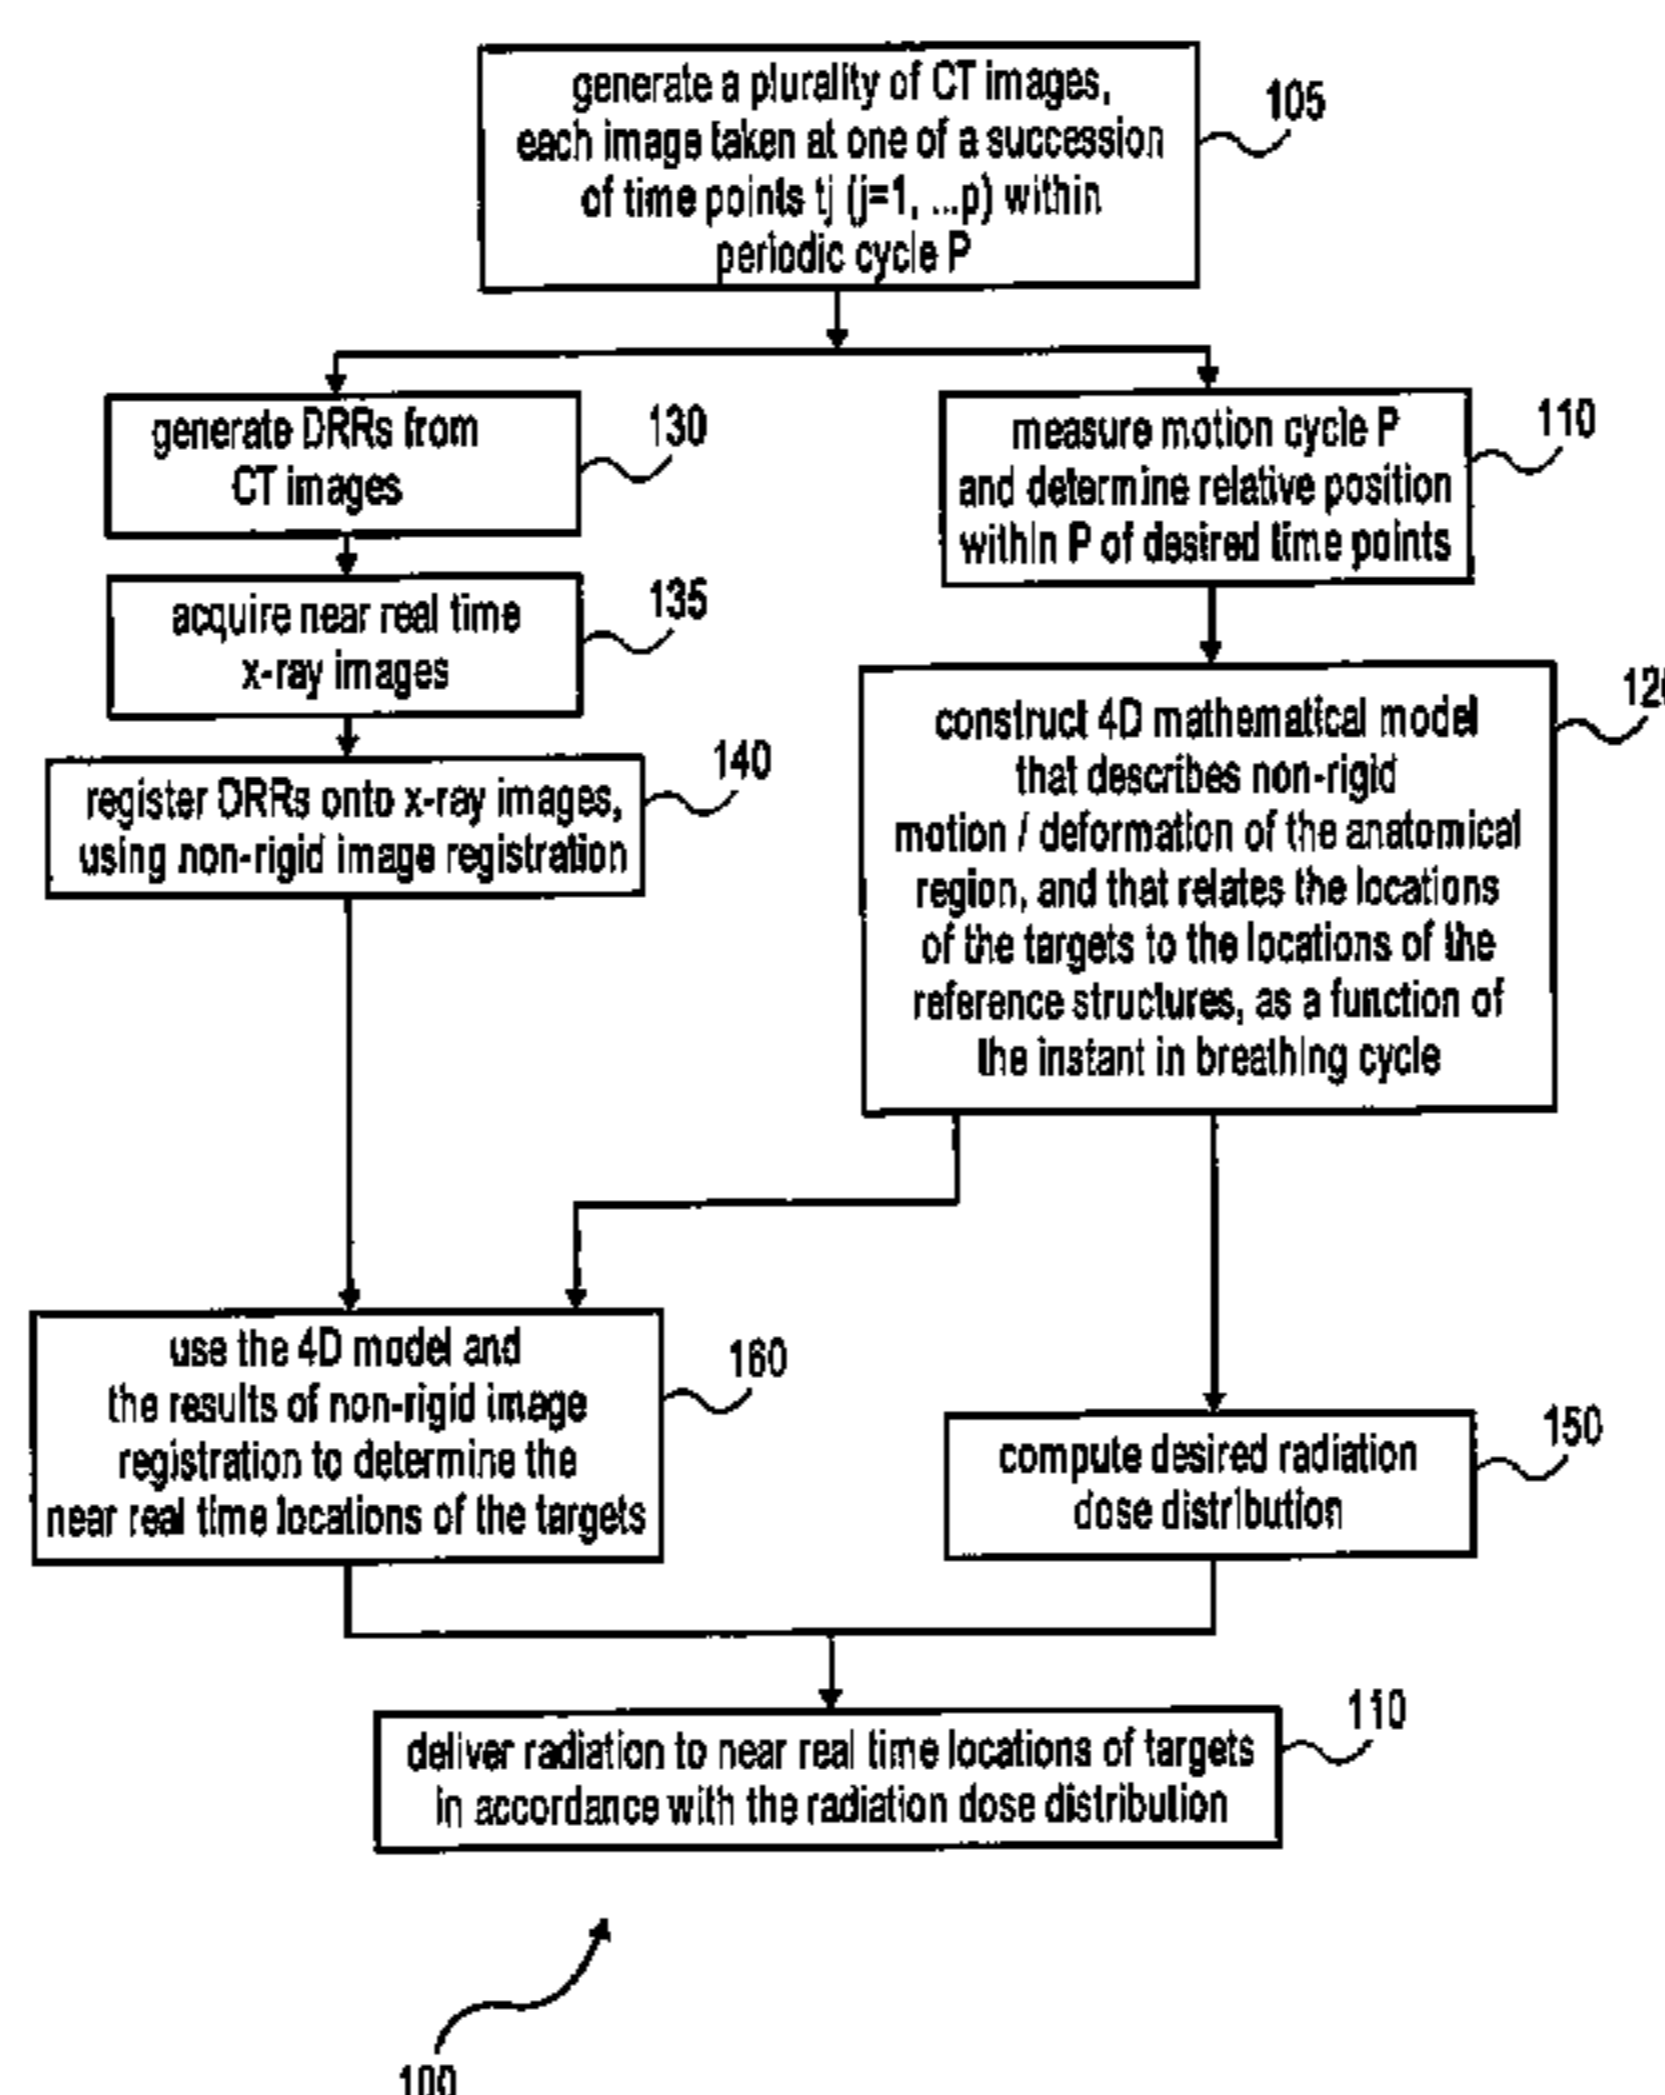 generate a plurality of CT images,
each image taken at one of a succession
of time points tj (j=1, ...p) within
periodic cycle P
105
generate DRRs from
CT images
130
measure motion cycle P
and determine relative position
within P of desired time points
110
acquire near real time
x-ray images
135
construct 4D mathematical model
that describes non-rigid
motion / deformation of the anatomical
region, and that relates the locations
of the targets to the locations of the
reference structures, as a function of
the instant in breathing cycle
register DRRs onto x-ray images,
using non-rigid image registration
140
use the 4D model and
the results of non-rigid image
registration to determine the
near real time locations of the targets
160
compute desired radiation
dose distribution
150
deliver radiation to near real time locations of targets
in accordance with the radiation dose distribution
110
100